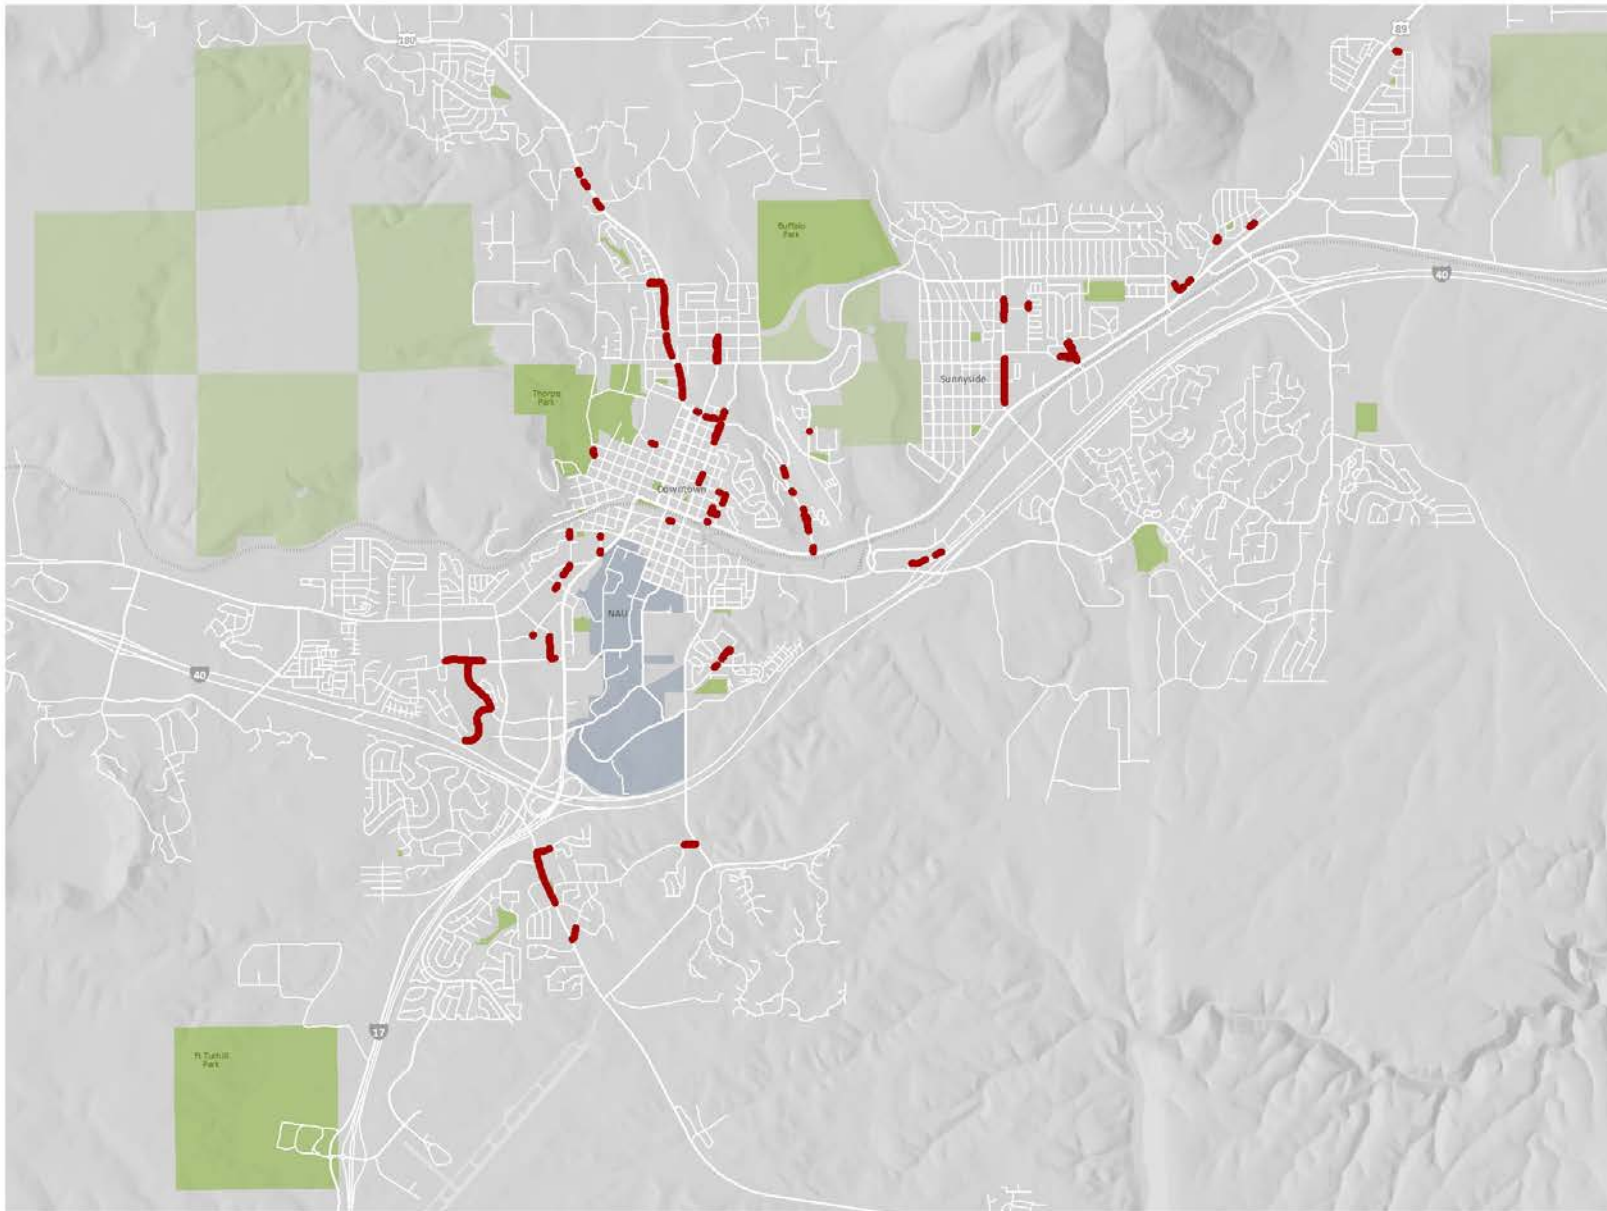 180
89
Buffalo
Park
40
Sunnyside
Thorpe
Park
Downtown
NAU
40
17
Ft Tuthill
Park